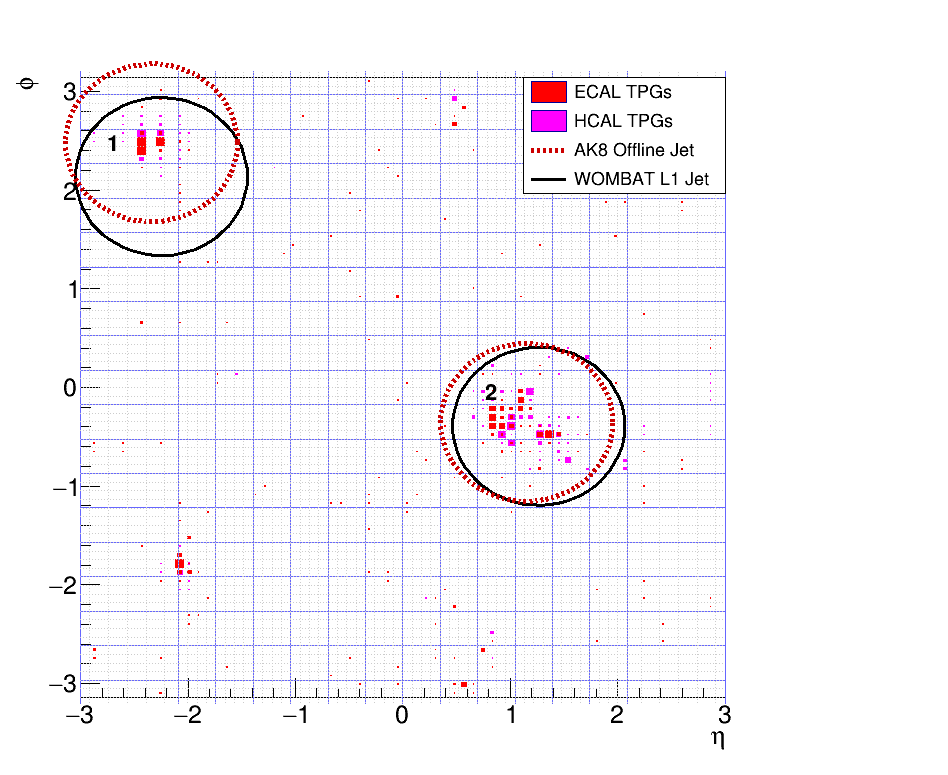 ϕ
3
2
1
0
−1
−2
−3
ECAL TPGs
HCAL TPGs
AK8 Offline Jet
WOMBAT L1 Jet
1
2
−3 −2 −1 0 1 2 3
η